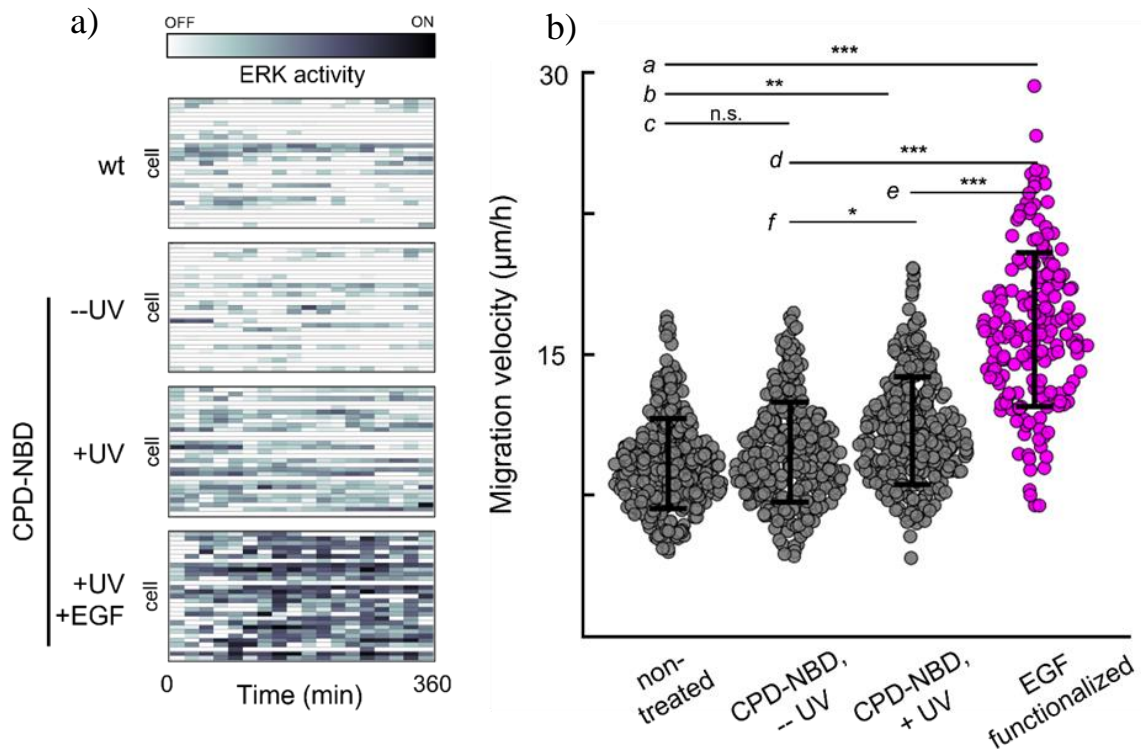 a)
OFF
ON
ERK activity
wt
cell
--UV
cell
+UV
cell
+UV
+EGF
cell
CPD-NBD
0
360
Time (min)
b)
Migration velocity (μm/h)
30
15
a
***
b
**
c
n.s.
d
***
e
***
f
*
non-
treated
CPD-NBD,
-- UV
CPD-NBD,
+ UV
EGF
functionalized